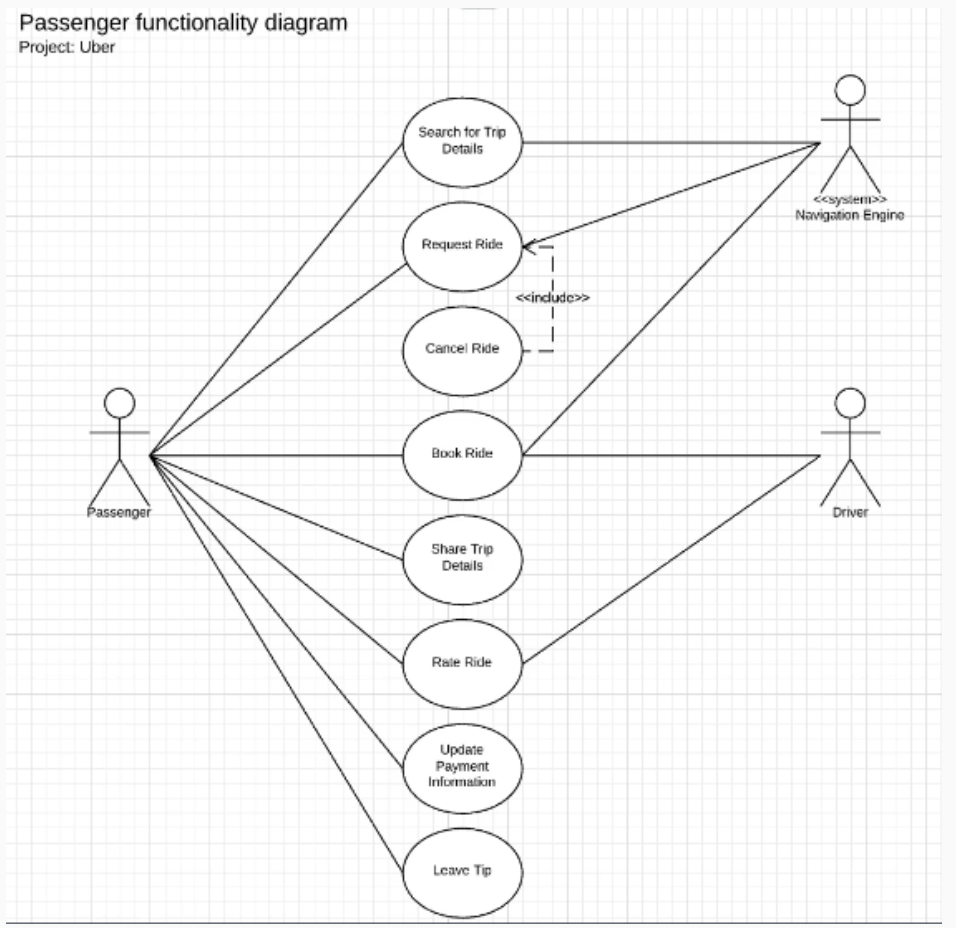 Passenger functionality diagram
Project: Uber
Search for Trip
Details
<<system>>
Navigation Engine
Request Ride
<<include>>
Cancel Ride
Book Ride
Passenger
Driver
Share Trip
Details
Rate Ride
Update
Payment
Information
Leave Tip